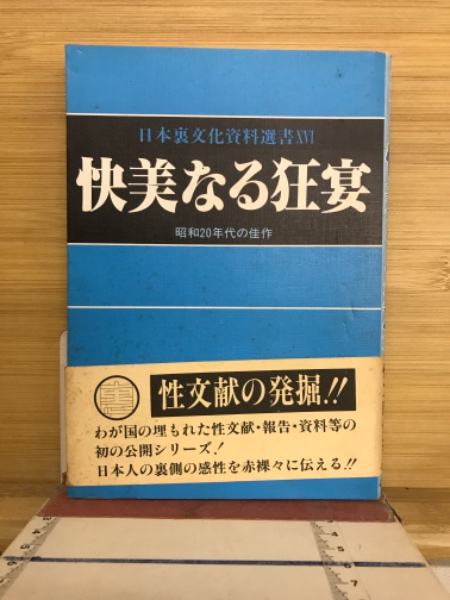 日本裏文化資料選書XVI
快美なる狂宴
昭和20年代の佳作
性文献の発掘!!
わが国の埋もれた性文献・報告・資料等の
初の公開シリーズ!
日本人の裏側の感性を赤裸々に伝える!!